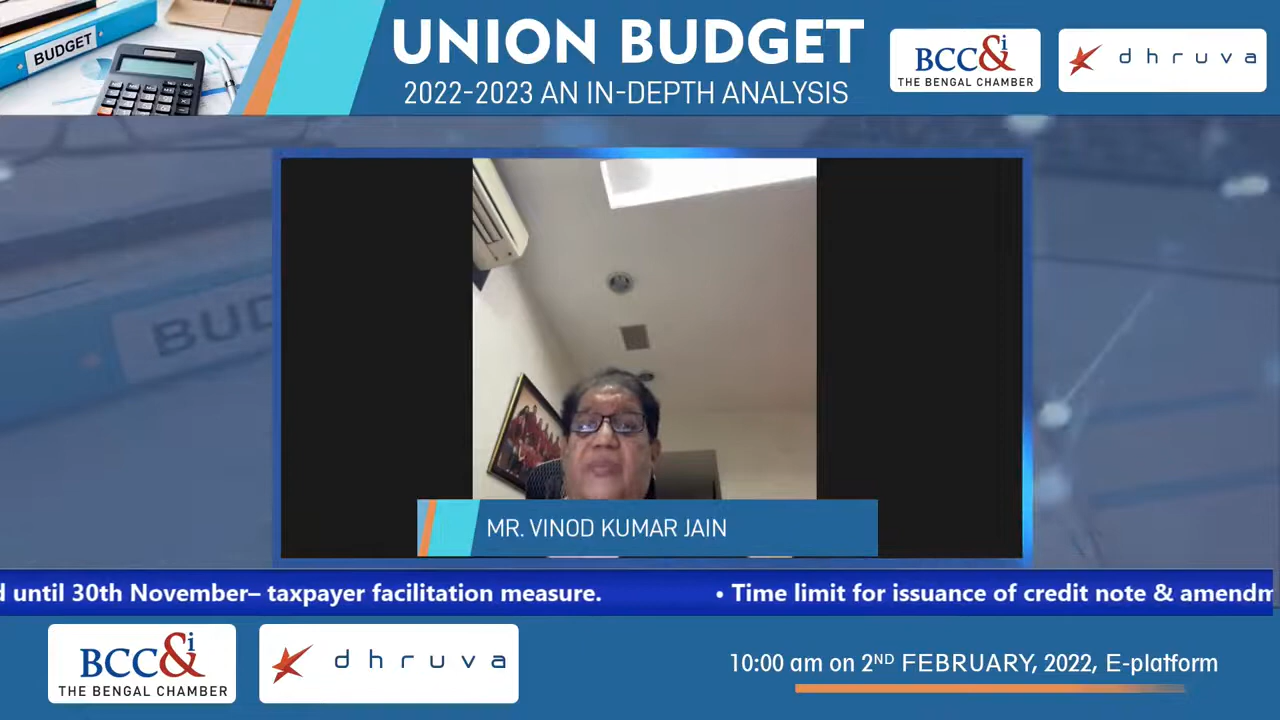 BUDGET
UNION BUDGET
2022-2023 AN IN-DEPTH ANALYSIS
BCC&i
THE BENGAL CHAMBER
dhruva
BUD
MR. VINOD KUMAR JAIN
d until 30th November– taxpayer facilitation measure. • Time limit for issuance of credit note & amendm
BCC&i
THE BENGAL CHAMBER
dhruva
10:00 am on 2ND FEBRUARY, 2022, E-platform